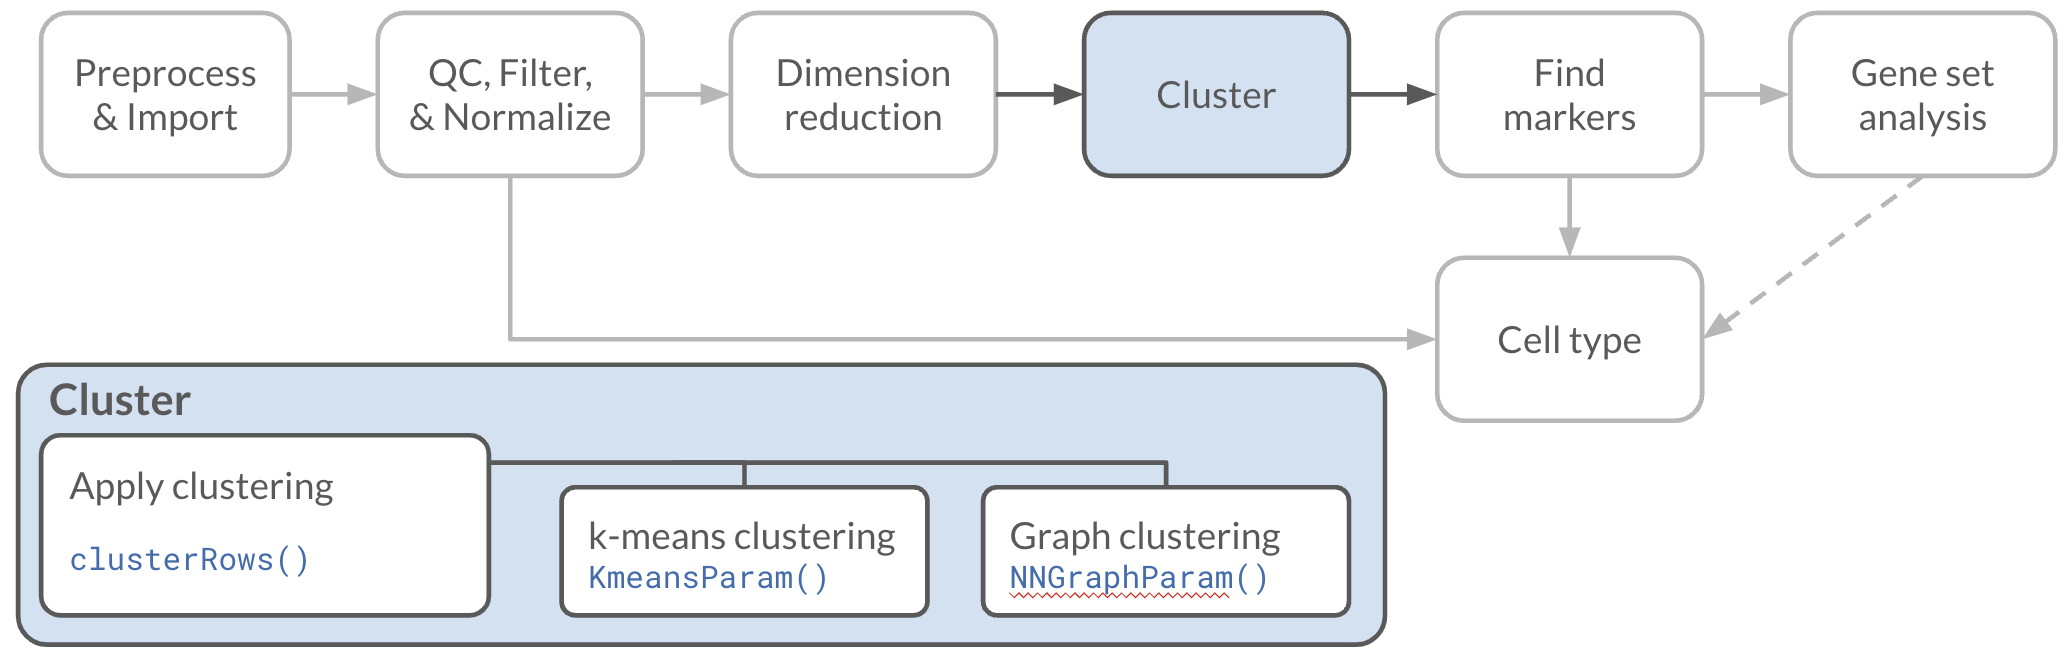 Preprocess
& Import
QC, Filter,
& Normalize
Dimension
reduction
Cluster
Find
markers
Gene set
analysis
Cell type
Cluster
Apply clustering
clusterRows()
k-means clustering
KmeansParam()
Graph clustering
NNGraphParam()